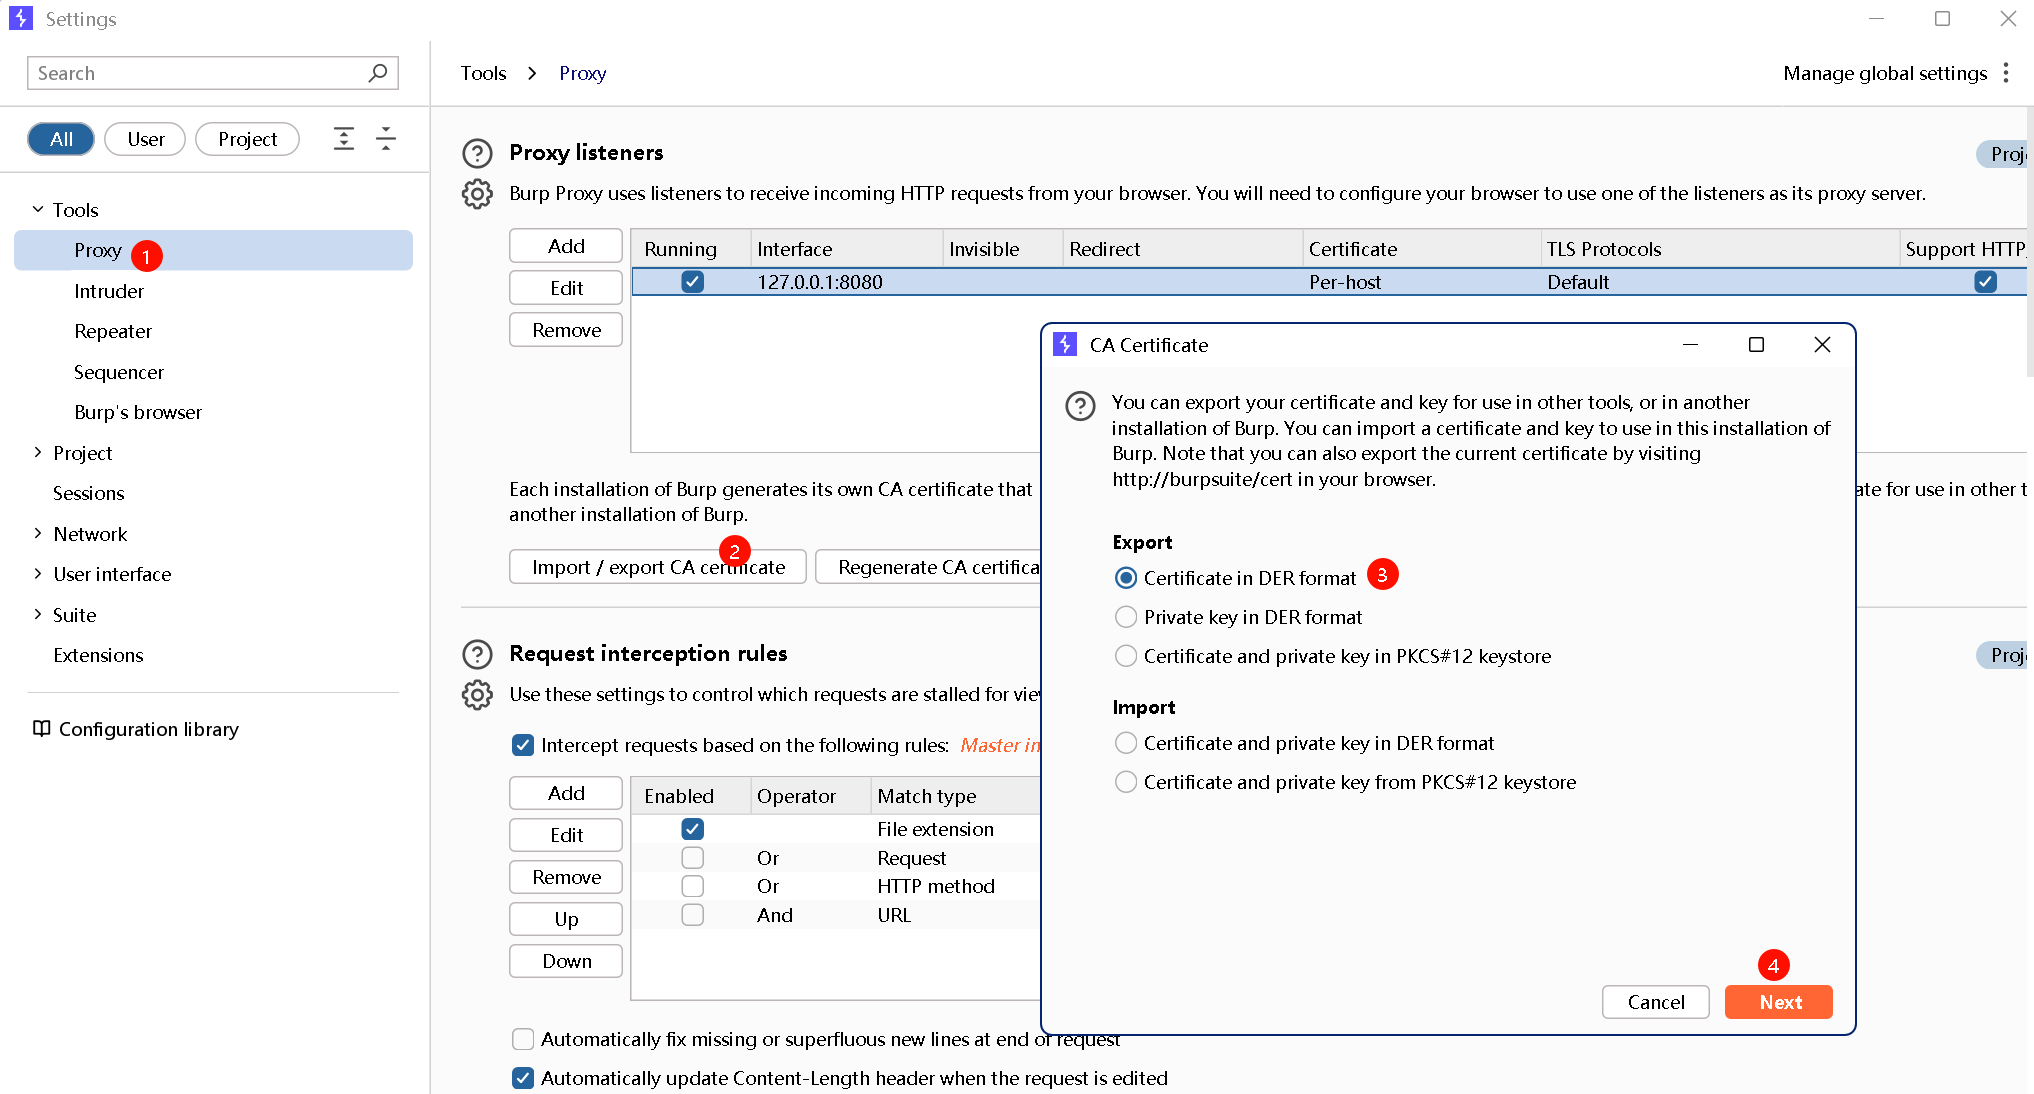 Settings
Search
All User Project
Tools
Proxy 1
Intruder
Repeater
Sequencer
Burp's browser
Project
Sessions
Network
User interface
Suite
Extensions
Configuration library
Tools > Proxy
Manage global settings
Proxy listeners
Proj
Burp Proxy uses listeners to receive incoming HTTP requests from your browser. You will need to configure your browser to use one of the listeners as its proxy server.
Add
Edit
Remove
Running Interface Invisible Redirect Certificate TLS Protocols Support HTTP
127.0.0.1:8080 Per-host Default
Each installation of Burp generates its own CA certificate that
ate for use in other t
another installation of Burp.
2
Import / export CA certificate Regenerate CA certifica
Request interception rules
Proj
Use these settings to control which requests are stalled for vie
Intercept requests based on the following rules: Master in
Add
Edit
Remove
Up
Down
Enabled Operator Match type
File extension
Or Request
Or HTTP method
And URL
Automatically fix missing or superfluous new lines at end of request
Automatically update Content-Length header when the request is edited
CA Certificate
You can export your certificate and key for use in other tools, or in another
installation of Burp. You can import a certificate and key to use in this installation of
Burp. Note that you can also export the current certificate by visiting
http://burpsuite/cert in your browser.
Export
Certificate in DER format 3
Private key in DER format
Certificate and private key in PKCS#12 keystore
Import
Certificate and private key in DER format
Certificate and private key from PKCS#12 keystore
4
Cancel Next